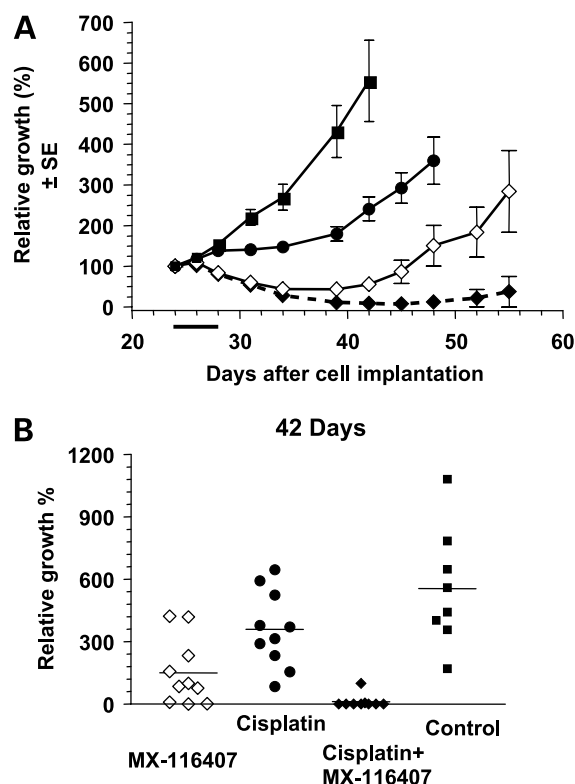 A
700
600
500
400
300
200
100
0
Relative growth (%)
± SE
20 30 40 50 60
Days after cell implantation
B
42 Days
1200
900
600
300
0
Relative growth %
Cisplatin
Control
MX-116407
Cisplatin+
MX-116407